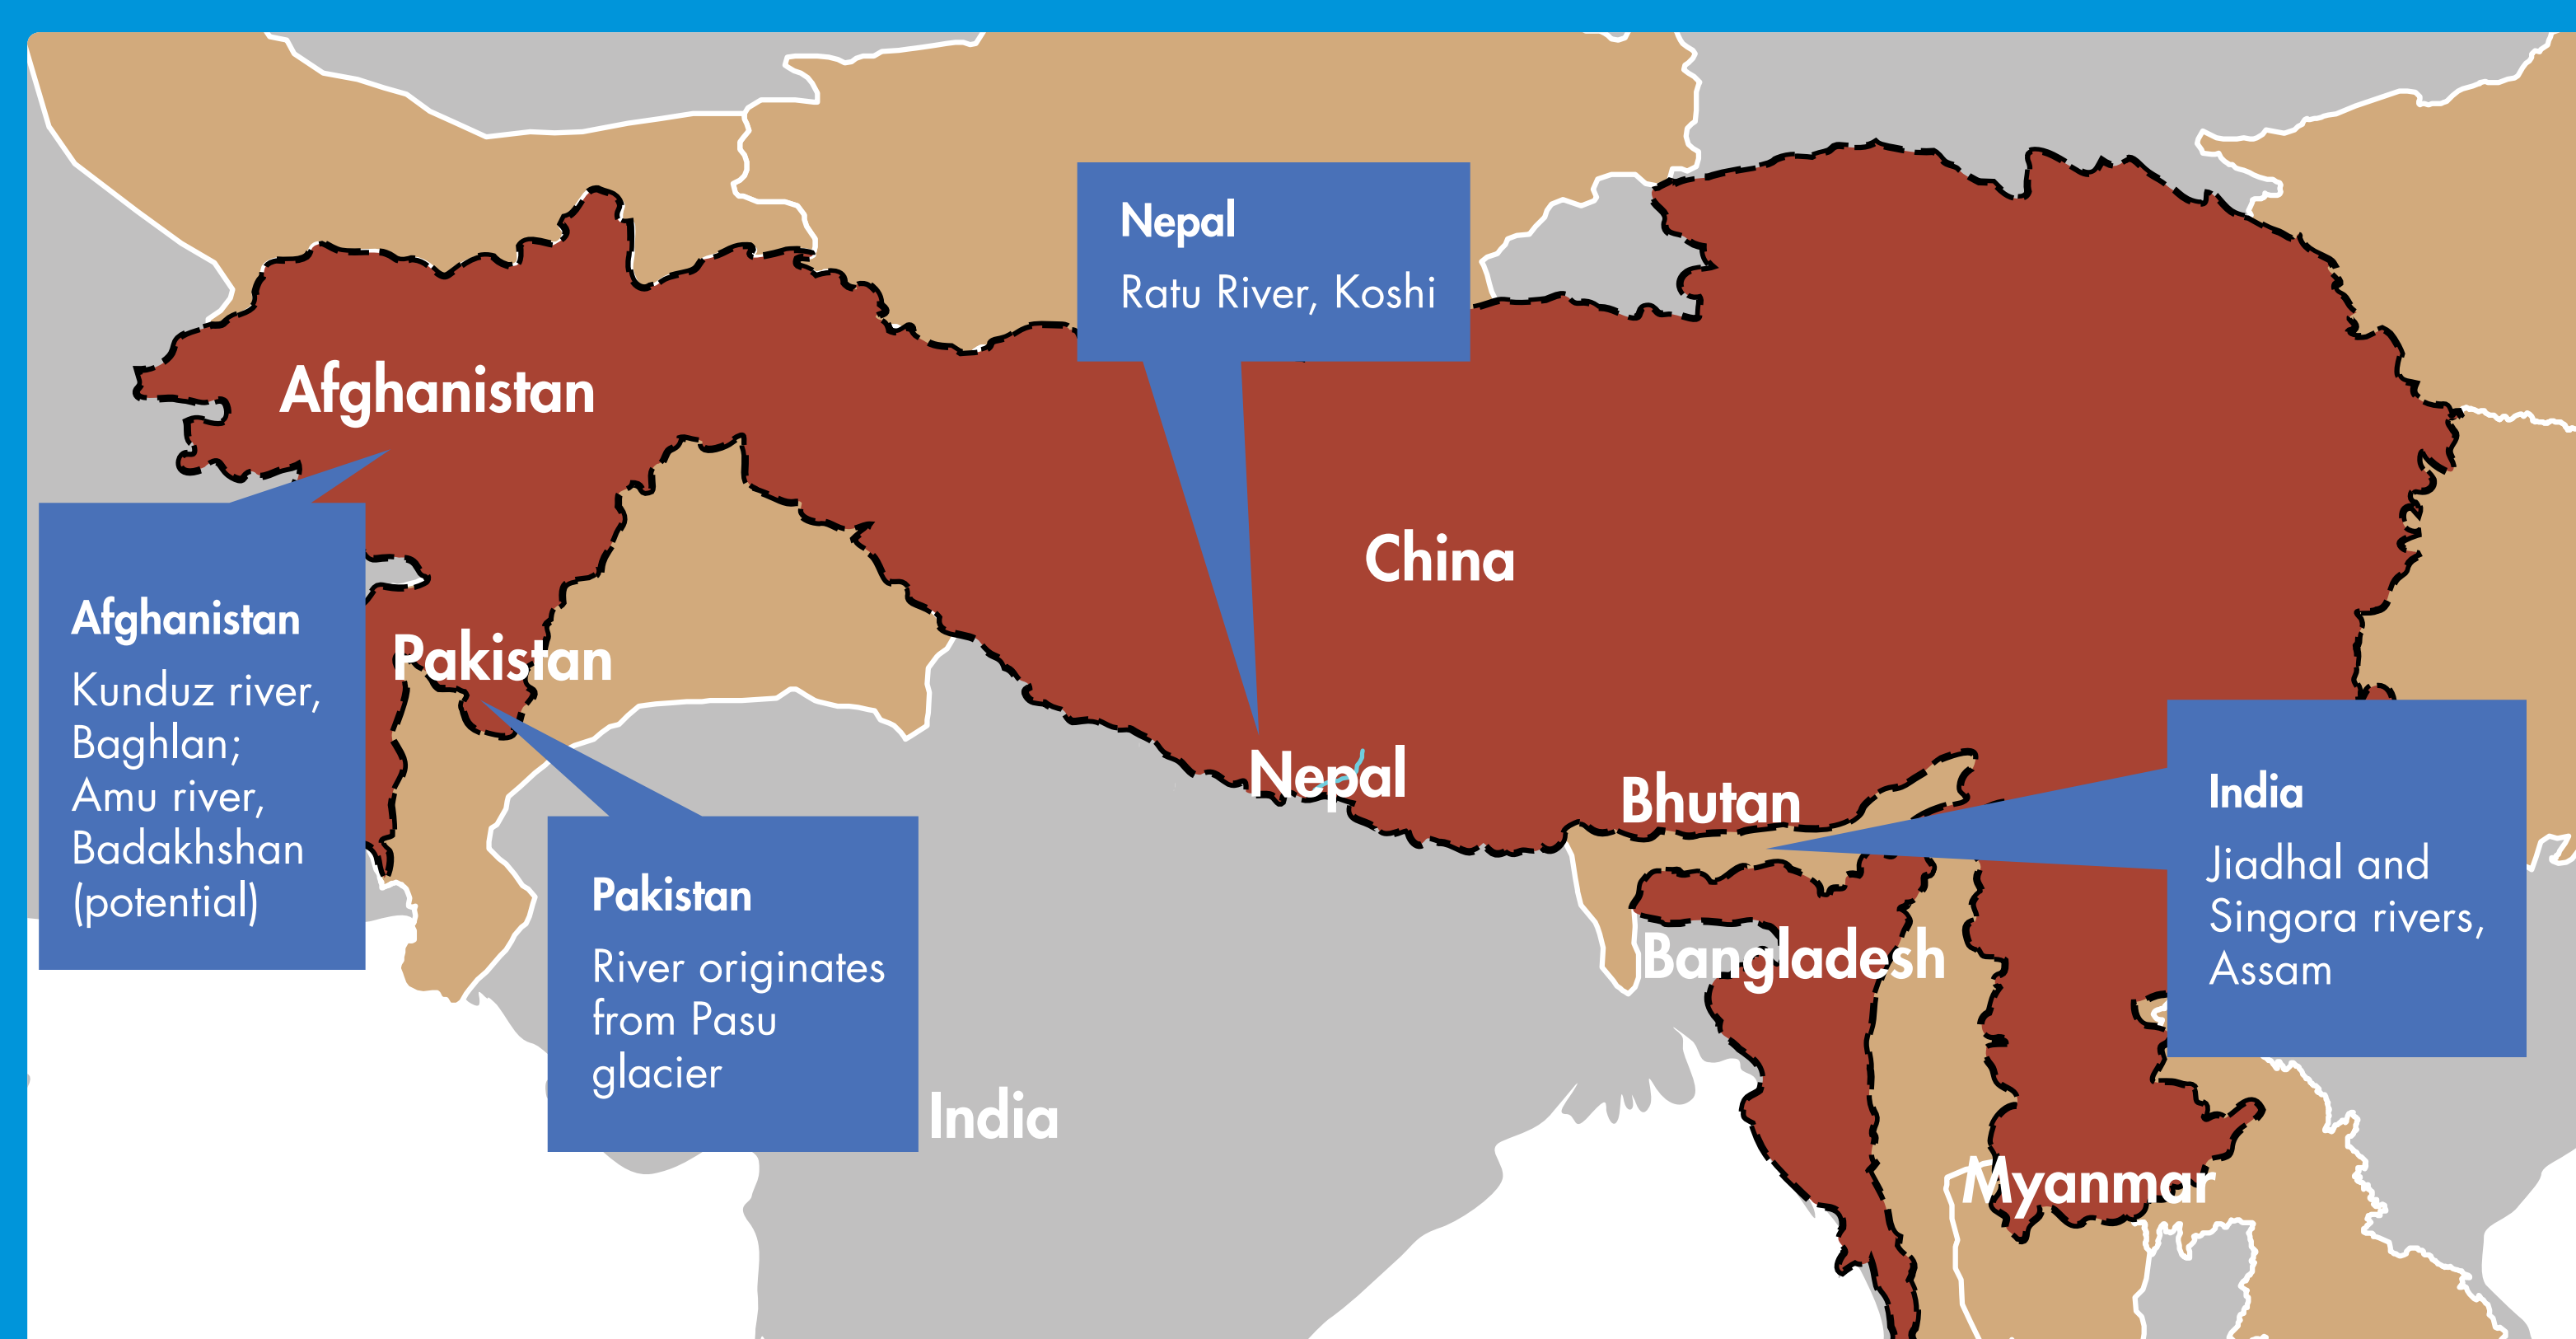 Nepal
Ratu River, Koshi
Afghanistan
China
Afghanistan
Kunduz river,
Baghlan;
Amu river,
Badakhshan
(potential)
Pakistan
Nepal
Bhutan
India
Jiadhal and
Singora rivers,
Assam
Pakistan
River originates
from Pasu
glacier
Bangladesh
India
Myanmar